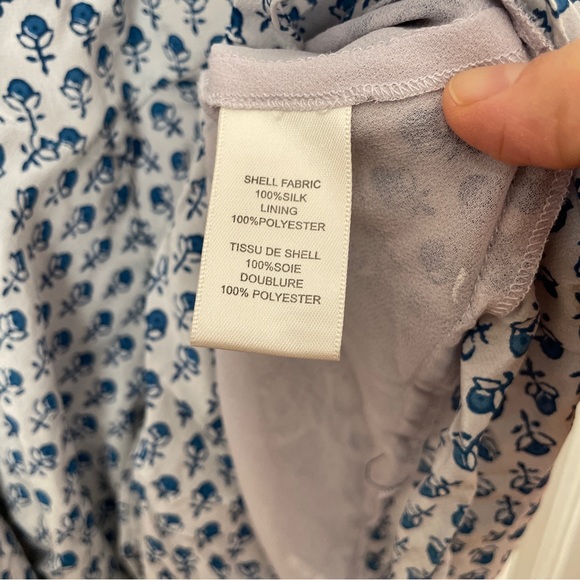 SHELL FABRIC
100%SILK
LINING
100%POLYESTER
TISSU DE SHELL
100%SOIE
DOUBLURE
100% POLYESTER